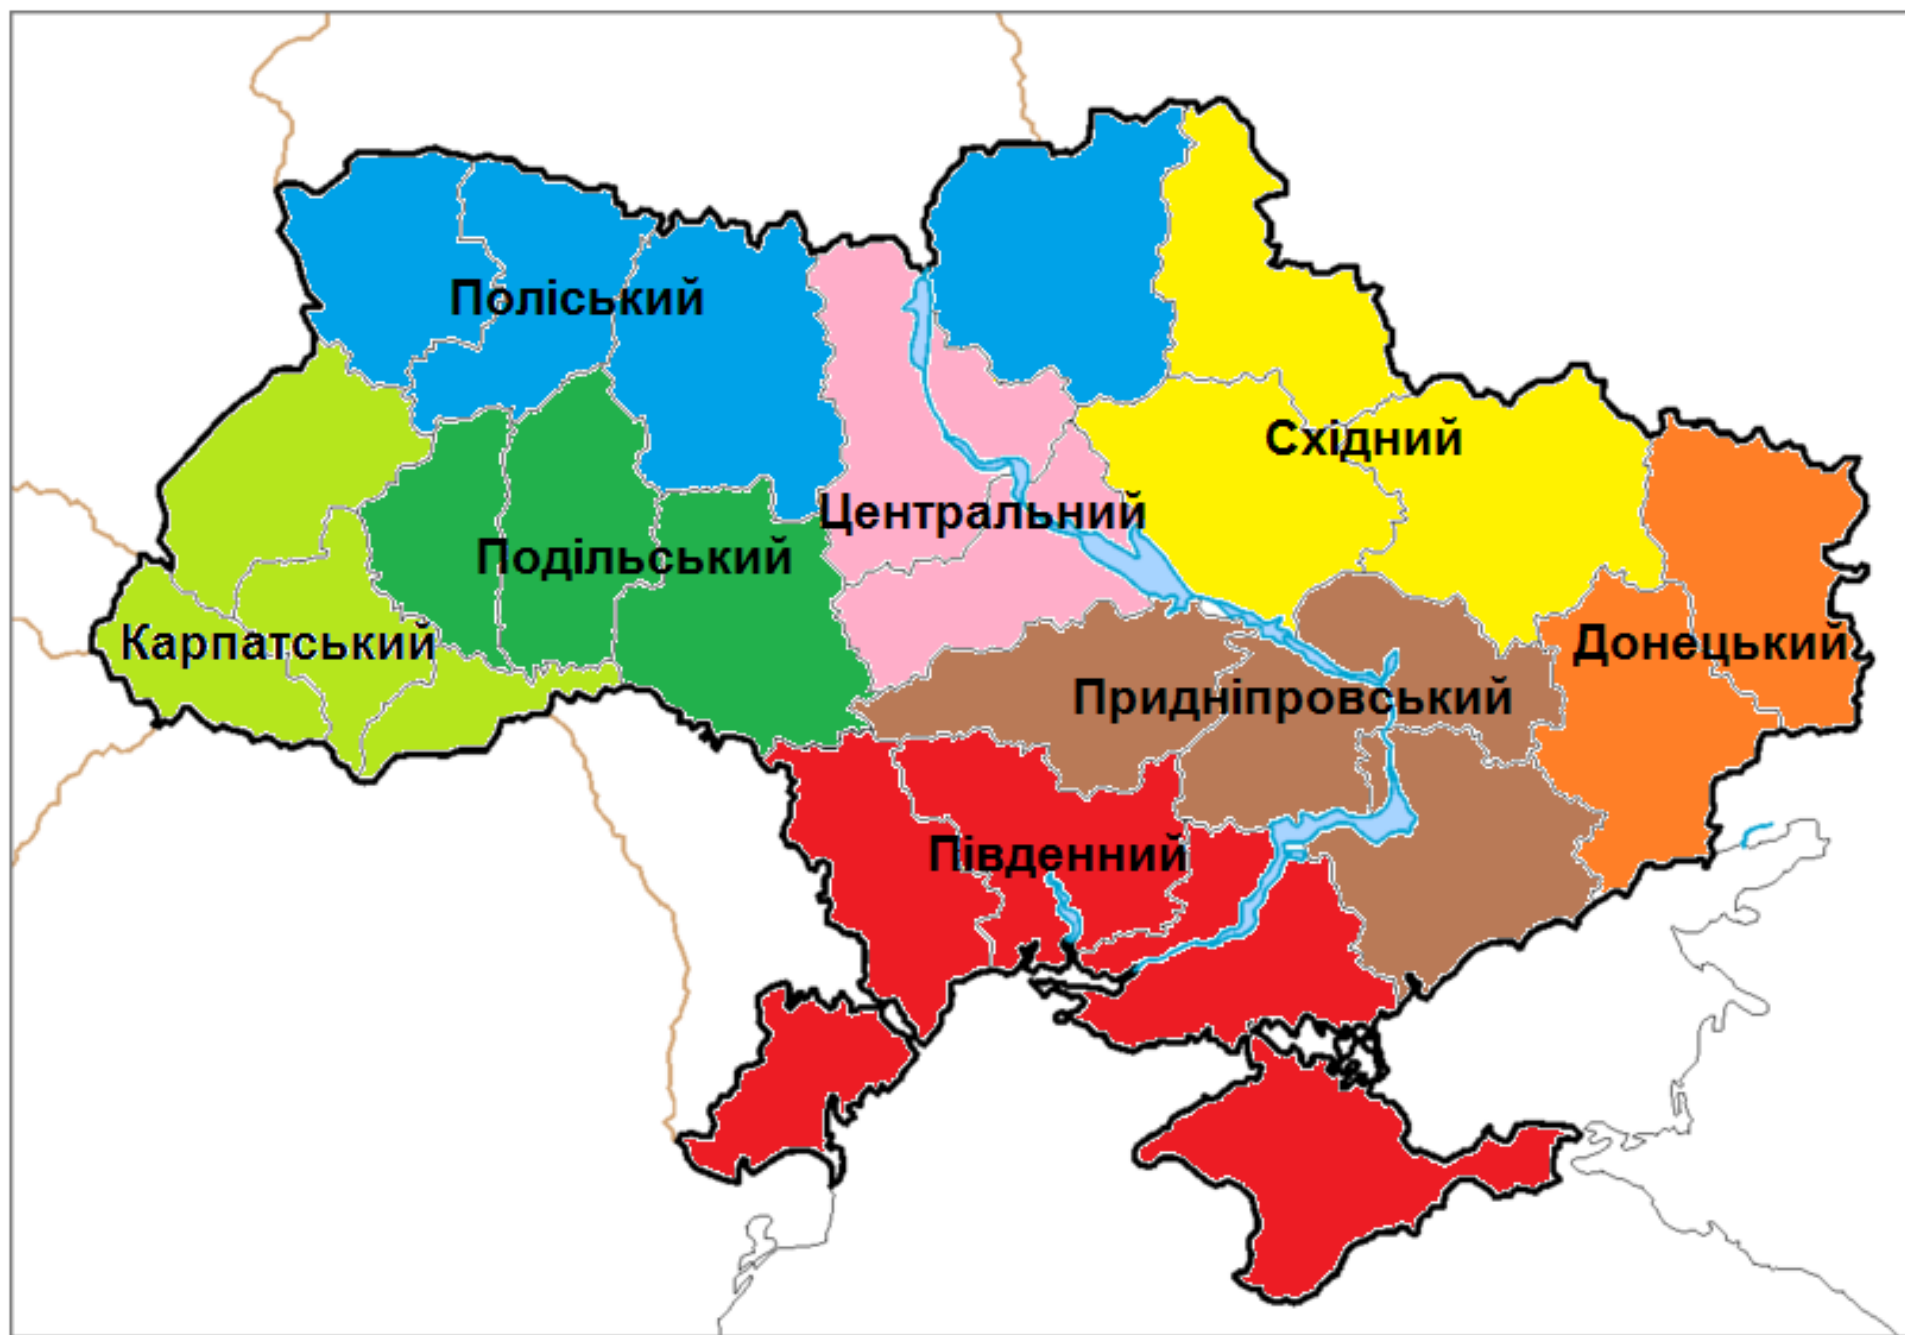 Поліський
Східний
Центральний
Подільський
Карпатський
Донецький
Придніпровський
Південний